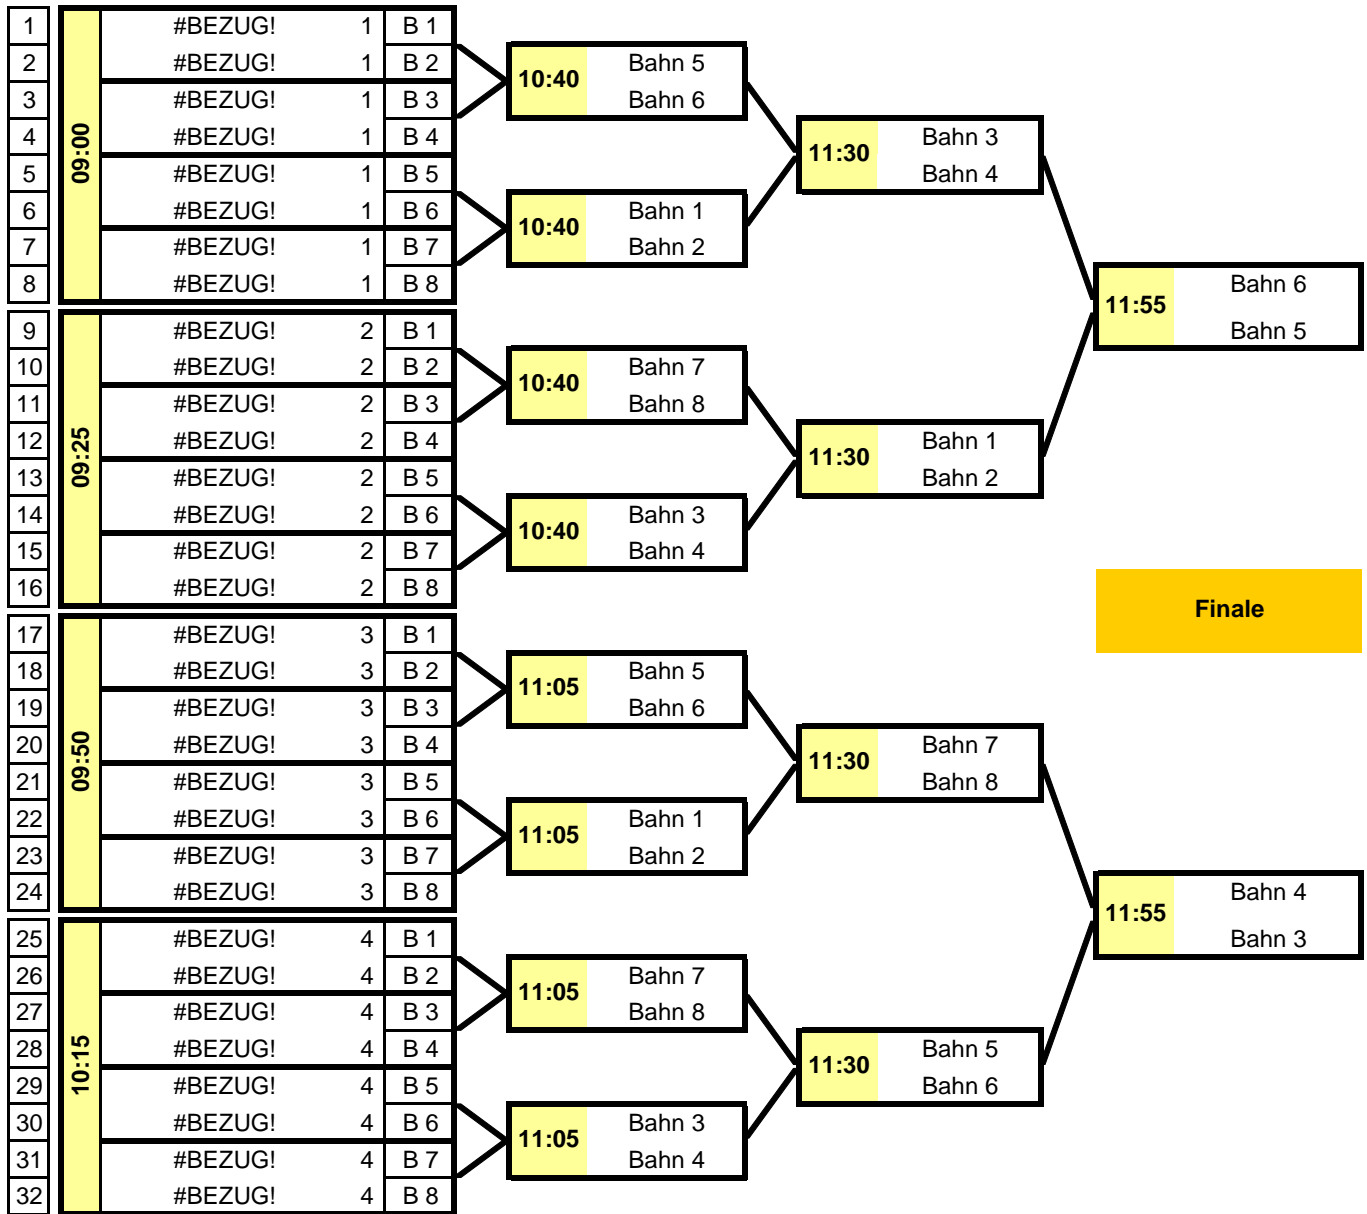 1 #BEZUG! 1 B 1
2 #BEZUG! 1 B 2
3 #BEZUG! 1 B 3
4 #BEZUG! 1 B 4
5 #BEZUG! 1 B 5
6 #BEZUG! 1 B 6
7 #BEZUG! 1 B 7
8 #BEZUG! 1 B 8
09:00
9 #BEZUG! 2 B 1
10 #BEZUG! 2 B 2
11 #BEZUG! 2 B 3
12 #BEZUG! 2 B 4
13 #BEZUG! 2 B 5
14 #BEZUG! 2 B 6
15 #BEZUG! 2 B 7
16 #BEZUG! 2 B 8
09:25
17 #BEZUG! 3 B 1
18 #BEZUG! 3 B 2
19 #BEZUG! 3 B 3
20 #BEZUG! 3 B 4
21 #BEZUG! 3 B 5
22 #BEZUG! 3 B 6
23 #BEZUG! 3 B 7
24 #BEZUG! 3 B 8
09:50
25 #BEZUG! 4 B 1
26 #BEZUG! 4 B 2
27 #BEZUG! 4 B 3
28 #BEZUG! 4 B 4
29 #BEZUG! 4 B 5
30 #BEZUG! 4 B 6
31 #BEZUG! 4 B 7
32 #BEZUG! 4 B 8
10:15
10:40
Bahn 5
Bahn 6
10:40
Bahn 1
Bahn 2
10:40
Bahn 7
Bahn 8
10:40
Bahn 3
Bahn 4
11:05
Bahn 5
Bahn 6
11:05
Bahn 1
Bahn 2
11:05
Bahn 7
Bahn 8
11:05
Bahn 3
Bahn 4
11:30
Bahn 3
Bahn 4
11:30
Bahn 1
Bahn 2
11:30
Bahn 7
Bahn 8
11:30
Bahn 5
Bahn 6
11:55
Bahn 6
Bahn 5
Finale
11:55
Bahn 4
Bahn 3